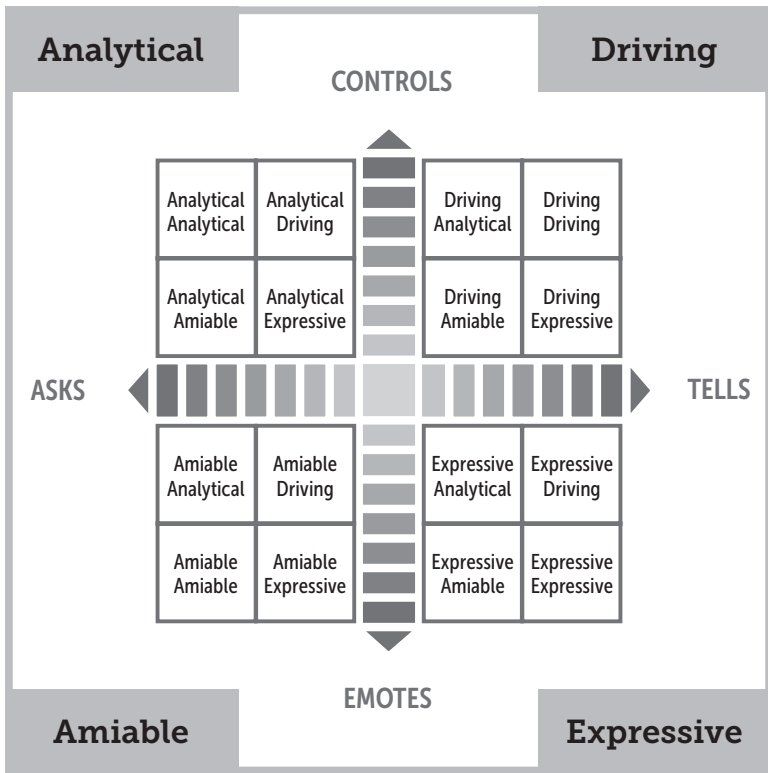 Analytical
Driving
CONTROLS
Analytical
Analytical
Analytical
Driving
Driving
Analytical
Driving
Driving
Analytical
Amiable
Analytical
Expressive
Driving
Amiable
Driving
Expressive
ASKS
TELLS
Amiable
Analytical
Amiable
Driving
Expressive
Analytical
Expressive
Driving
Amiable
Amiable
Amiable
Expressive
Expressive
Amiable
Expressive
Expressive
EMOTES
Amiable
Expressive